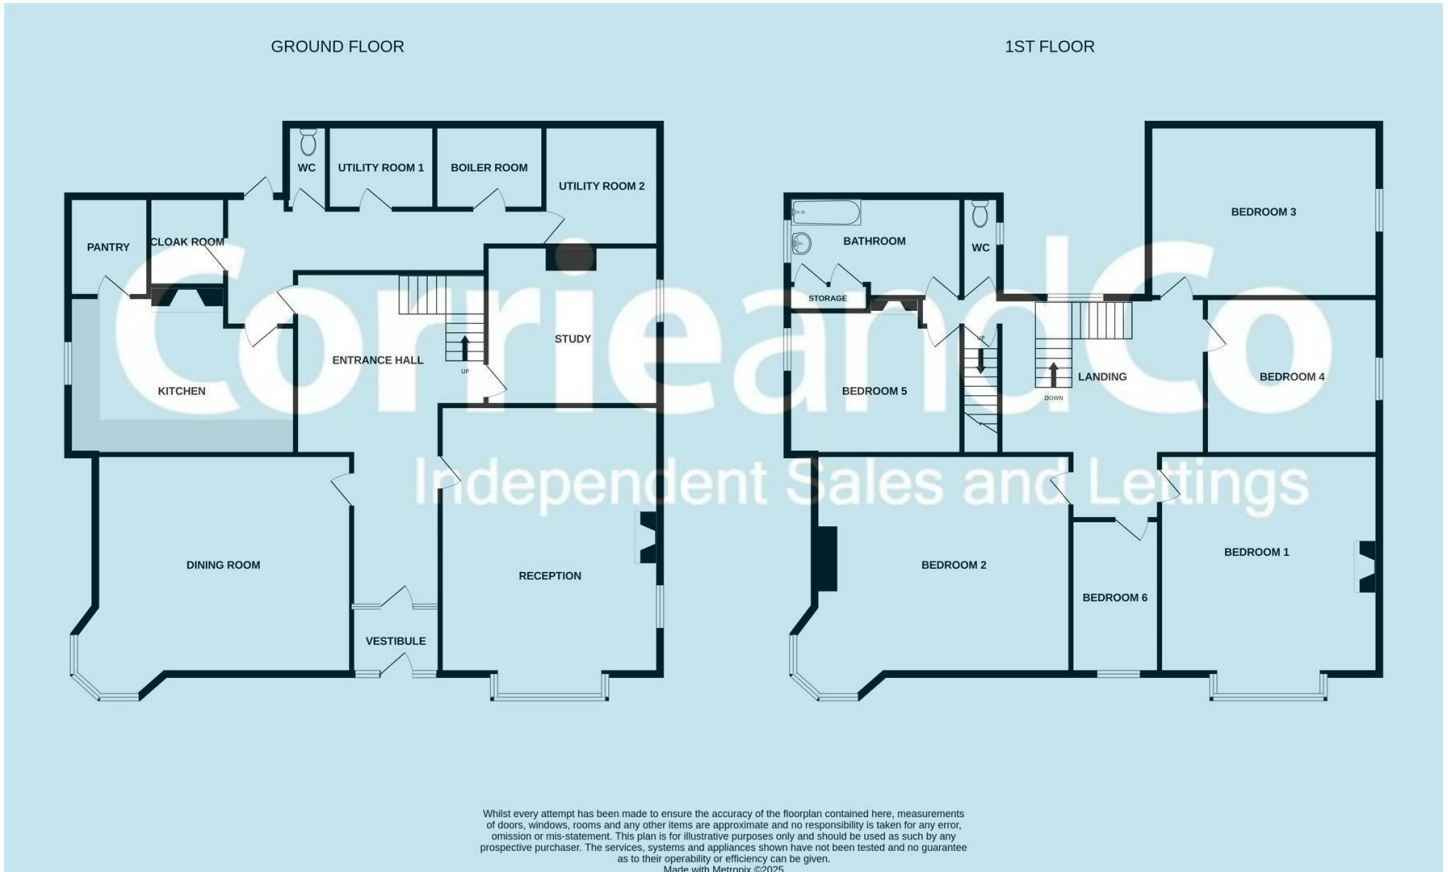 GROUND FLOOR
1ST FLOOR
WC
UTILITY ROOM 1
BOILER ROOM
UTILITY ROOM 2
PANTRY
CLOAK ROOM
STUDY
ENTRANCE HALL
UP
KITCHEN
DINING ROOM
RECEPTION
VESTIBULE
BEDROOM 3
BATHROOM
WC
STORAGE
UP
BEDROOM 5
LANDING
DOWN
BEDROOM 4
BEDROOM 2
BEDROOM 1
BEDROOM 6
CorrieandCo
Independent Sales and Lettings
Whilst every attempt has been made to ensure the accuracy of the floorplan contained here, measurements
of doors, windows, rooms and any other items are approximate and no responsibility is taken for any error,
omission or mis-statement. This plan is for illustrative purposes only and should be used as such by any
prospective purchaser. The services, systems and appliances shown have not been tested and no guarantee
as to their operability or efficiency can be given.
Made with Metropix ©2025